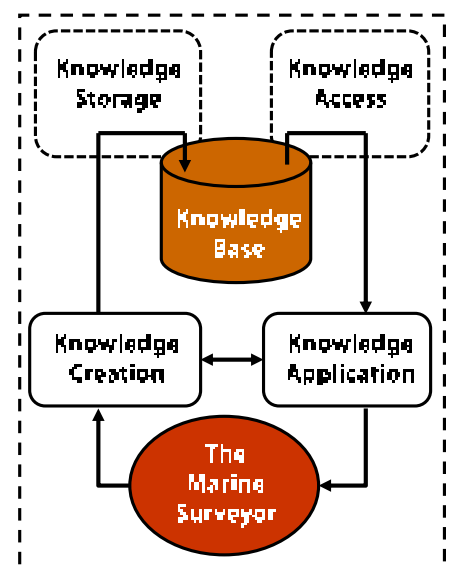 Knowledge
Storage
Knowledge
Access
Knowledge
Base
Knowledge
Creation
Knowledge
Application
The
Marine
Surveyor